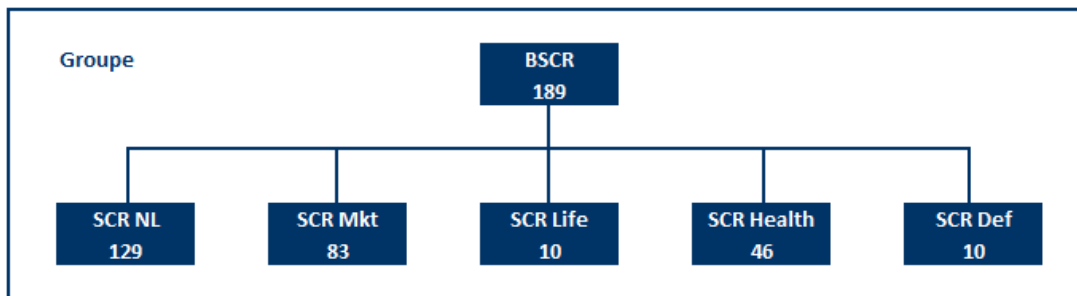 Groupe
BSCR
189
SCR NL
129
SCR Mkt
83
SCR Life
10
SCR Health
46
SCR Def
10